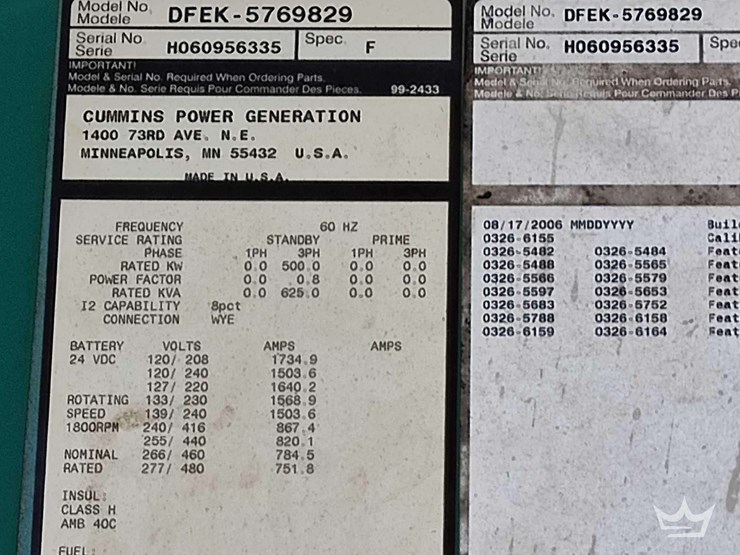 Model No. DFEK-5769829
Modele
Serial No. H060956335 Spec. F
Serie
IMPORTANT!
Model & Serial No. Required When Ordering Parts.
Modele & No. Serie Requis Pour Commander Des Pieces. 99-2433
CUMMINS POWER GENERATION
1400 73RD AVE. N.E.
MINNEAPOLIS, MN 55432 U.S.A.
MADE IN U.S.A.
FREQUENCY 60 HZ
SERVICE RATING STANDBY PRIME
PHASE 1PH 3PH 1PH 3PH
RATED KW 0.0 500.0 0.0 0.0
POWER FACTOR 0.0 0.8 0.0 0.0
RATED KVA 0.0 625.0 0.0 0.0
I2 CAPABILITY 8pct
CONNECTION WYE
BATTERY VOLTS AMPS AMPS
24 VDC 120/ 208 1734.9
120/ 240 1503.6
127/ 220 1640.2
ROTATING 133/ 230 1568.9
SPEED 139/ 240 1503.6
1800RPM 240/ 416 867.4
255/ 440 820.1
NOMINAL 266/ 460 784.5
RATED 277/ 480 751.8
INSUL:
CLASS H
AMB 40C
FUEL:
Model No. DFEK-5769829
Modele
Serial No. H060956335 Spe
Serie
IMPORTANT!
Model & Serial No. Required When Ordering Parts.
Modele & No. Serie Requis Pour Commander Des P
08/17/2006 MMDDYYYY Buil
0326-6155 Cali
0326-5482 0326-5484 Feat
0326-5488 0326-5565 Feat
0326-5566 0326-5579 Feat
0326-5597 0326-5653 Feat
0326-5683 0326-5752 Feat
0326-5788 0326-6158 Feat
0326-6159 0326-6164 Feat